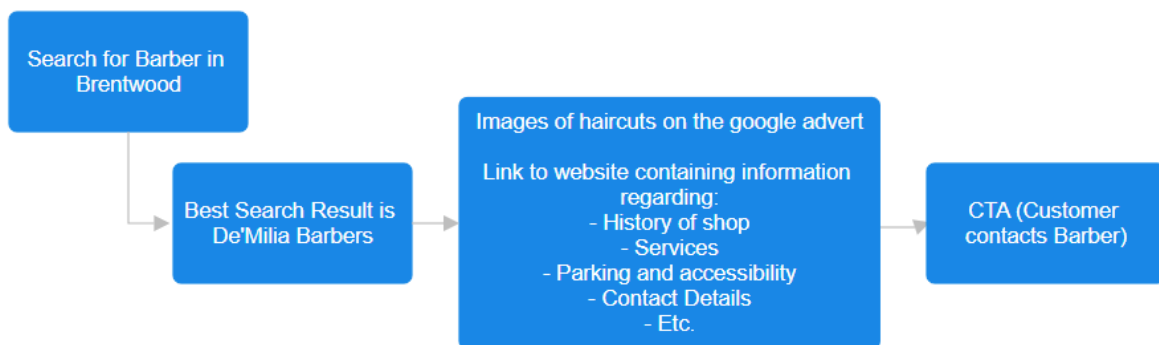 Search for Barber in
Brentwood
Best Search Result is
De'Milia Barbers
Images of haircuts on the google advert
Link to website containing information
regarding:
- History of shop
- Services
- Parking and accessibility
- Contact Details
- Etc.
CTA (Customer
contacts Barber)